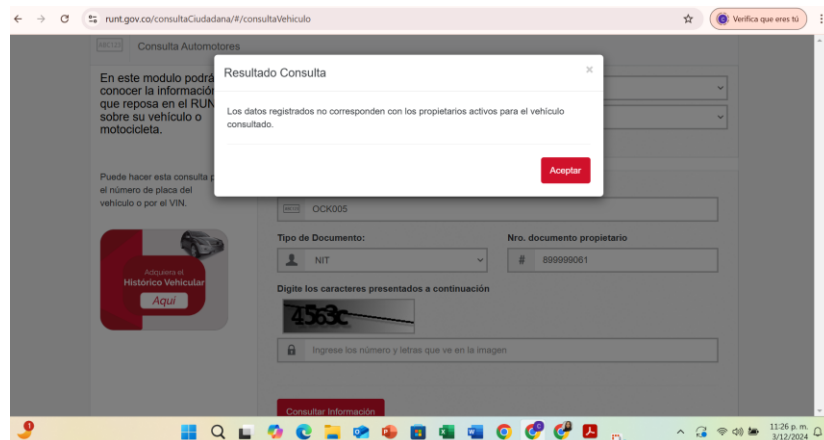 runt.gov.co/consultaCiudadana/#/consultaVehiculo
Verifica que eres tú
Consulta Automotores
En este modulo podrá
conocer la información
que reposa en el RUN
sobre su vehículo o
motocicleta.
Puede hacer esta consulta p
el número de placa del
vehículo o por el VIN.
Adquiera el
Histórico Vehicular
Aquí
Resultado Consulta
×
Los datos registrados no corresponden con los propietarios activos para el vehículo
consultado.
Aceptar
OCK005
Tipo de Documento:
Nro. documento propietario
NIT
# 899999061
Digite los caracteres presentados a continuación
4563c
Ingrese los número y letras que ve en la imagen
Consultar Información
11:26 p. m.
3/12/2024